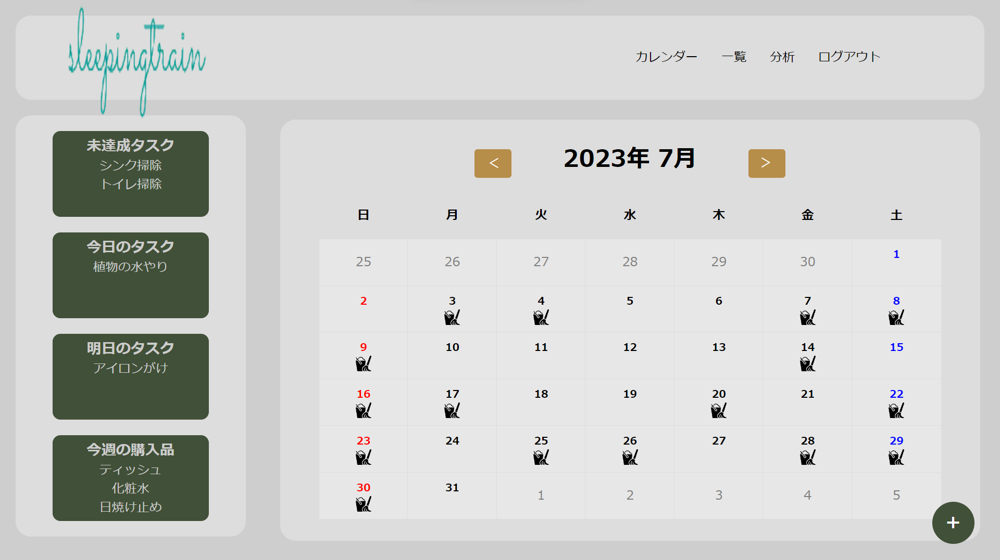 sleepingtrain
カレンダー 一覧 分析 ログアウト
未達成タスク
シンク掃除
トイレ掃除
今日のタスク
植物の水やり
明日のタスク
アイロンがけ
今週の購入品
ティッシュ
化粧水
日焼け止め
< 2023年 7月 >
日 月 火 水 木 金 土
25 26 27 28 29 30 1
2 3 4 5 6 7 8
9 10 11 12 13 14 15
16 17 18 19 20 21 22
23 24 25 26 27 28 29
30 31 1 2 3 4 5
+